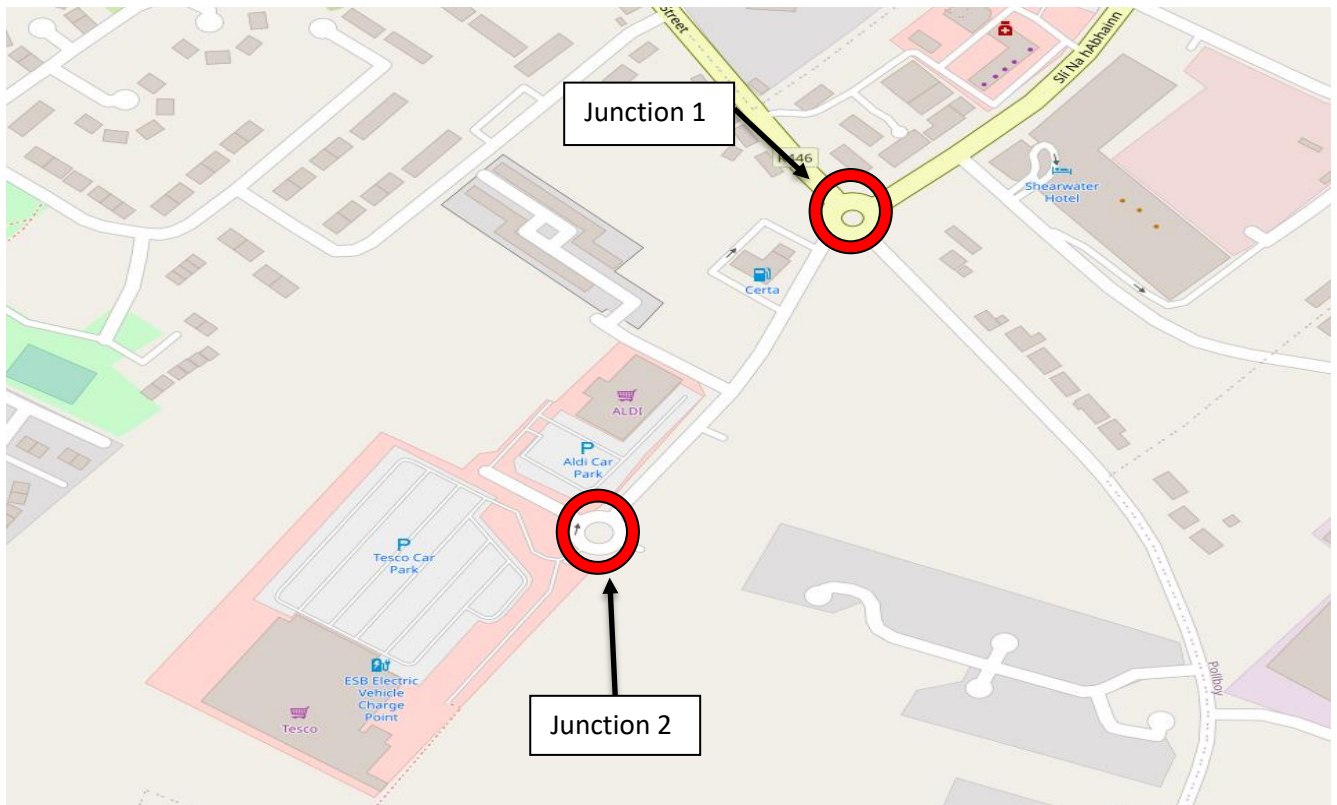 Street
Slí Na hAbhainn
Junction 1
Shearwater
Hotel
Certa
ALDI
P
Aldi Car
Park
P
Tesco Car
Park
ESB Electric
Vehicle
Charge
Point
Tesco
Junction 2
Pollboy